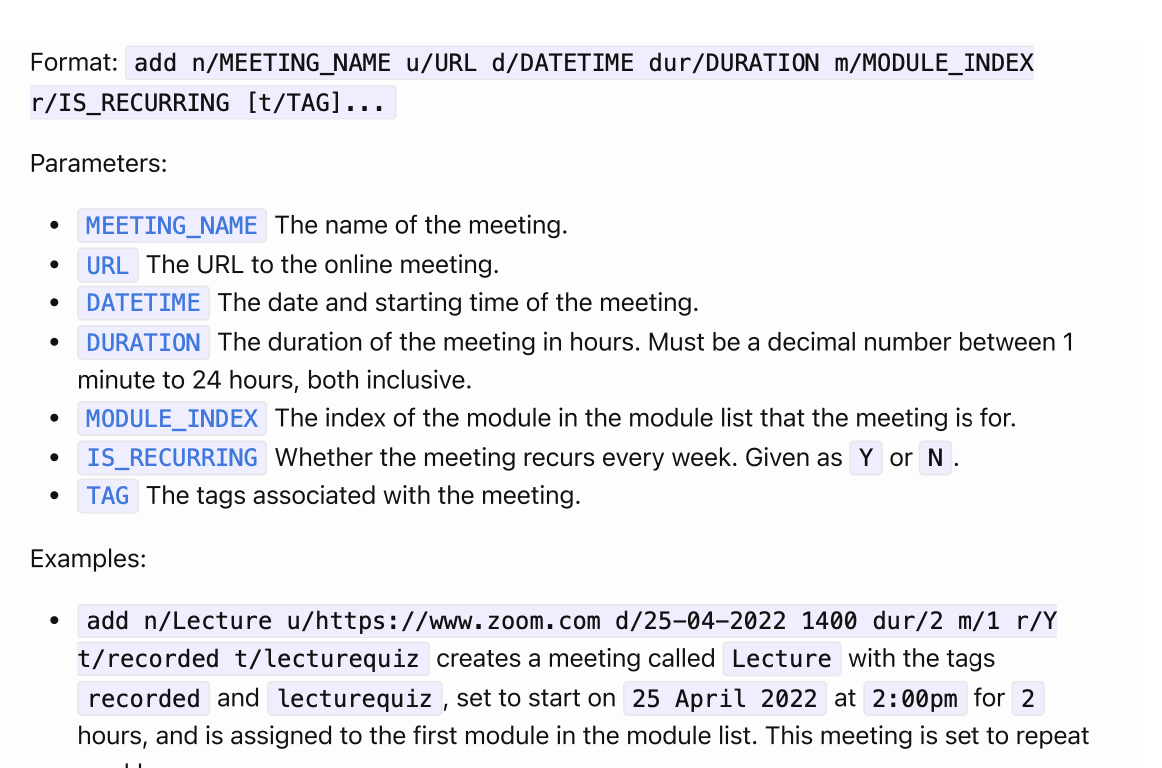 Format: add n/MEETING_NAME u/URL d/DATETIME dur/DURATION m/MODULE_INDEX
r/IS_RECURRING [t/TAG]...
Parameters:
• MEETING_NAME The name of the meeting.
• URL The URL to the online meeting.
• DATETIME The date and starting time of the meeting.
• DURATION The duration of the meeting in hours. Must be a decimal number between 1
minute to 24 hours, both inclusive.
• MODULE_INDEX The index of the module in the module list that the meeting is for.
• IS_RECURRING Whether the meeting recurs every week. Given as Y or N.
• TAG The tags associated with the meeting.
Examples:
• add n/Lecture u/https://www.zoom.com d/25-04-2022 1400 dur/2 m/1 r/Y
t/recorded t/lecturequiz creates a meeting called Lecture with the tags
recorded and lecturequiz, set to start on 25 April 2022 at 2:00pm for 2
hours, and is assigned to the first module in the module list. This meeting is set to repeat